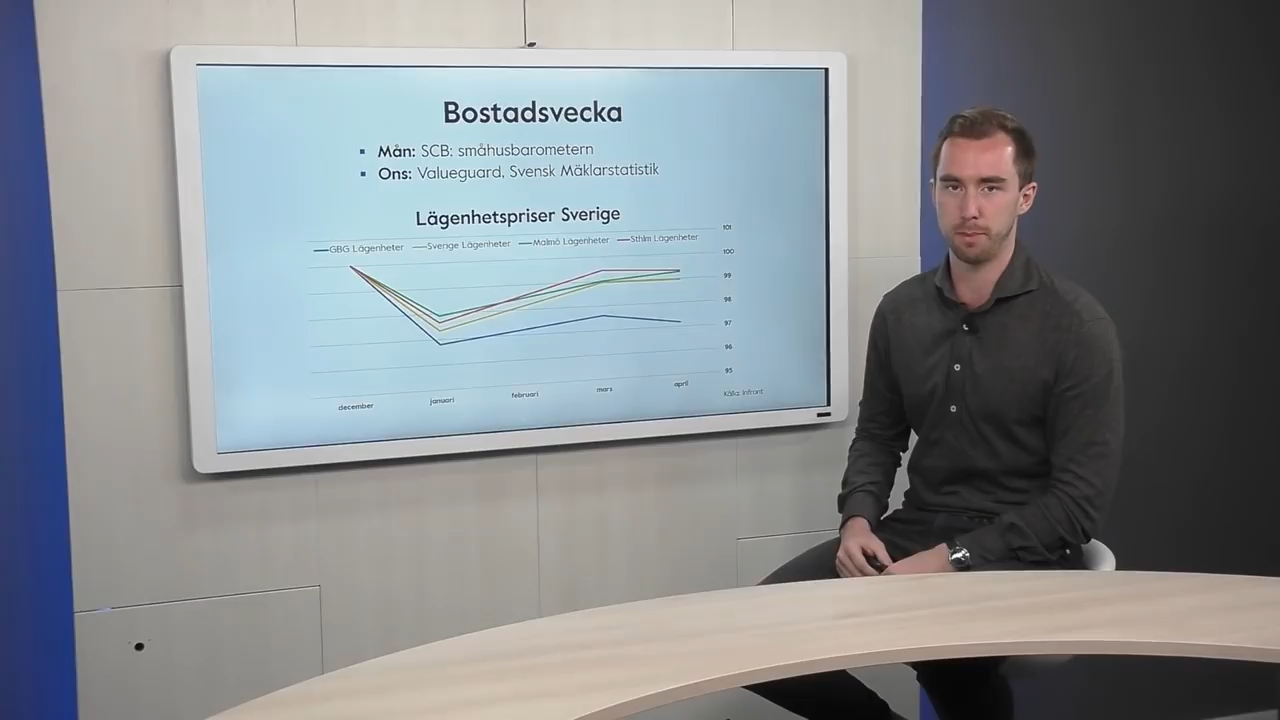 Bostadsvecka
▪ Mån: SCB: småhusbarometern
▪ Ons: Valueguard, Svensk Mäklarstatistik
Lägenhetspriser Sverige
GBG Lägenheter Sverige Lägenheter Malmö Lägenheter Sthlm Lägenheter
101
100
99
98
97
96
95
december januari februari mars april
Källa: Infront